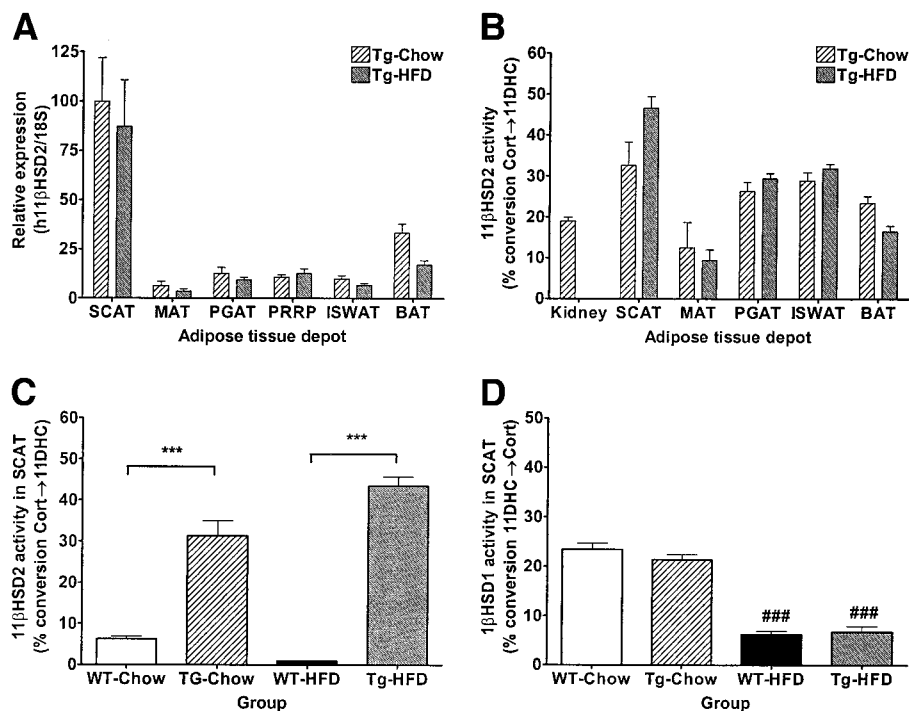 A
Relative expression
(h11βHSD2/18S)
125
100
75
50
25
0
Tg-Chow
Tg-HFD
SCAT MAT PGAT PRRP ISWAT BAT
Adipose tissue depot
B
11βHSD2 activity
(% conversion Cort→11DHC)
60
50
40
30
20
10
0
Tg-Chow
Tg-HFD
Kidney SCAT MAT PGAT ISWAT BAT
Adipose tissue depot
C
11βHSD2 activity in SCAT
(% conversion Cort→11DHC)
60
50
40
30
20
10
0
*** ***
WT-Chow TG-Chow WT-HFD Tg-HFD
Group
D
1βHSD1 activity in SCAT
(% conversion 11DHC→Cort)
50
40
30
20
10
0
### ###
WT-Chow Tg-Chow WT-HFD Tg-HFD
Group